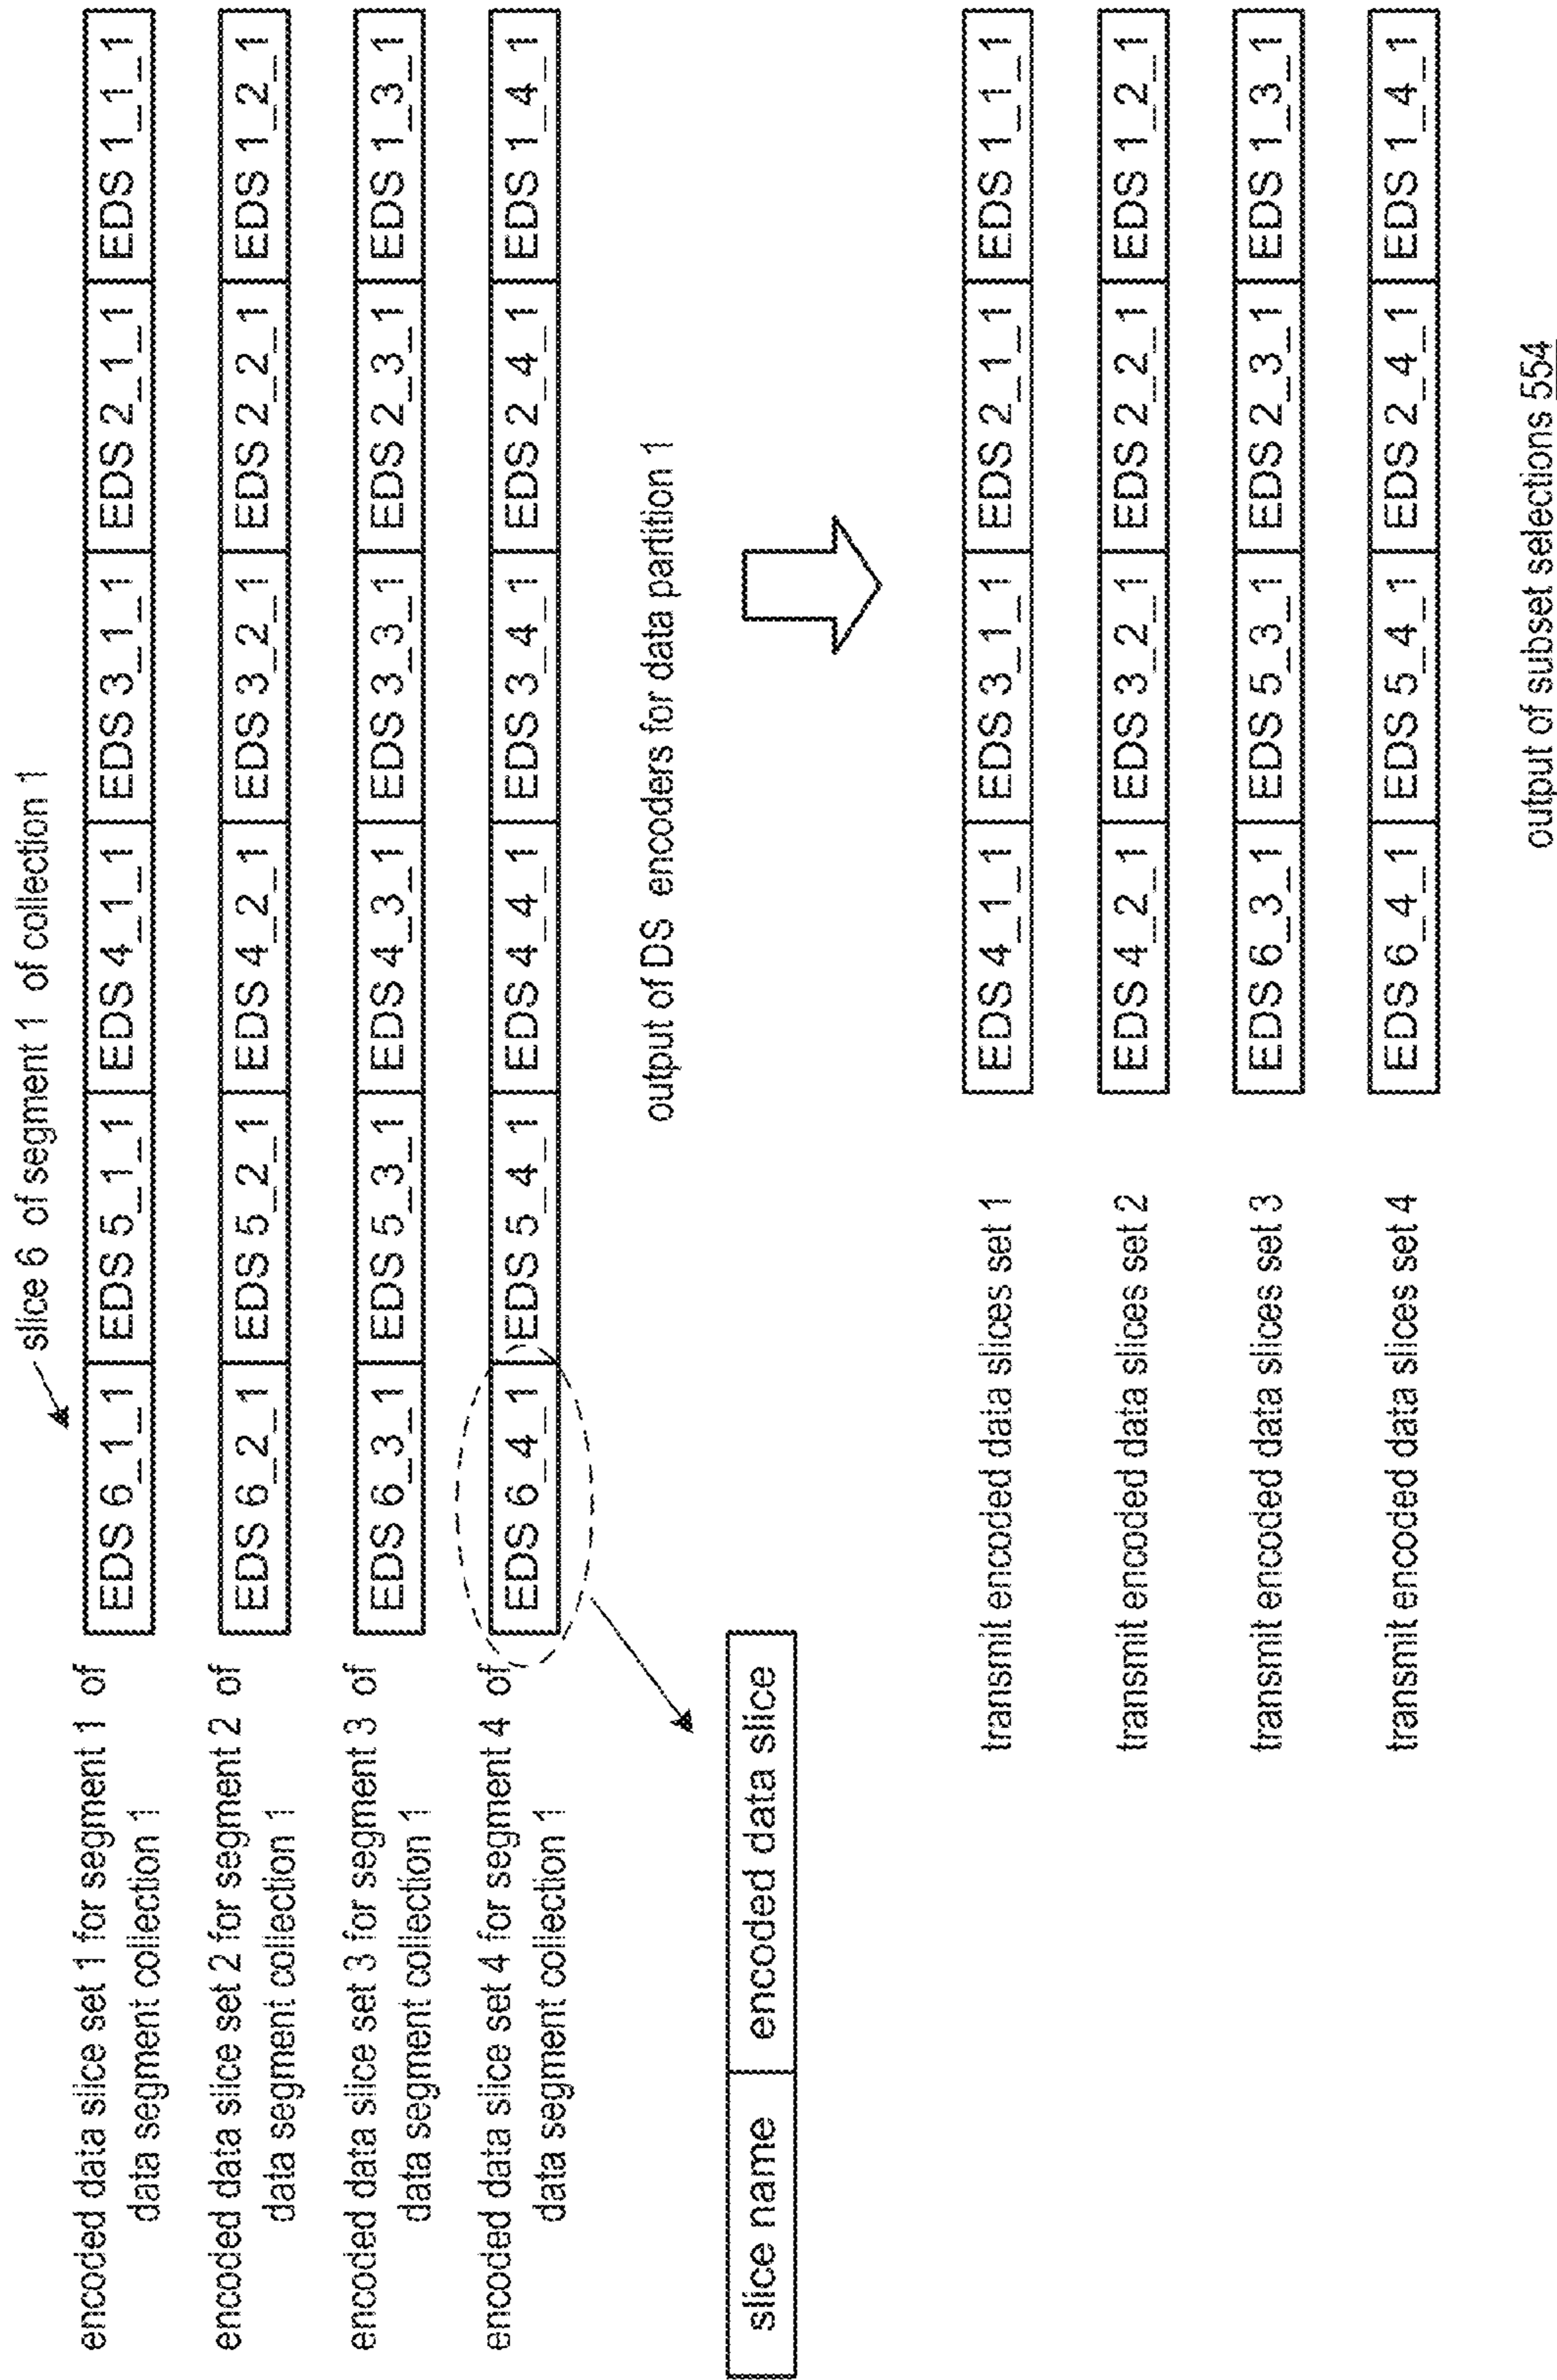 slice 6 of segment 1 of collection 1
encoded data slice set 1 for segment 1 of
data segment collection 1
EDS 6_1_1 EDS 5_1_1 EDS 4_1_1 EDS 3_1_1 EDS 2_1_1 EDS 1_1_1
encoded data slice set 2 for segment 2 of
data segment collection 1
EDS 6_2_1 EDS 5_2_1 EDS 4_2_1 EDS 3_2_1 EDS 2_2_1 EDS 1_2_1
encoded data slice set 3 for segment 3 of
data segment collection 1
EDS 6_3_1 EDS 5_3_1 EDS 4_3_1 EDS 3_3_1 EDS 2_3_1 EDS 1_3_1
encoded data slice set 4 for segment 4 of
data segment collection 1
EDS 6_4_1 EDS 5_4_1 EDS 4_4_1 EDS 3_4_1 EDS 2_4_1 EDS 1_4_1
output of DS encoders for data partition 1
slice name encoded data slice
transmit encoded data slices set 1 EDS 4_1_1 EDS 3_1_1 EDS 2_1_1 EDS 1_1_1
transmit encoded data slices set 2 EDS 4_2_1 EDS 3_2_1 EDS 2_2_1 EDS 1_2_1
transmit encoded data slices set 3 EDS 6_3_1 EDS 5_3_1 EDS 2_3_1 EDS 1_3_1
transmit encoded data slices set 4 EDS 6_4_1 EDS 5_4_1 EDS 2_4_1 EDS 1_4_1
output of subset selections 554